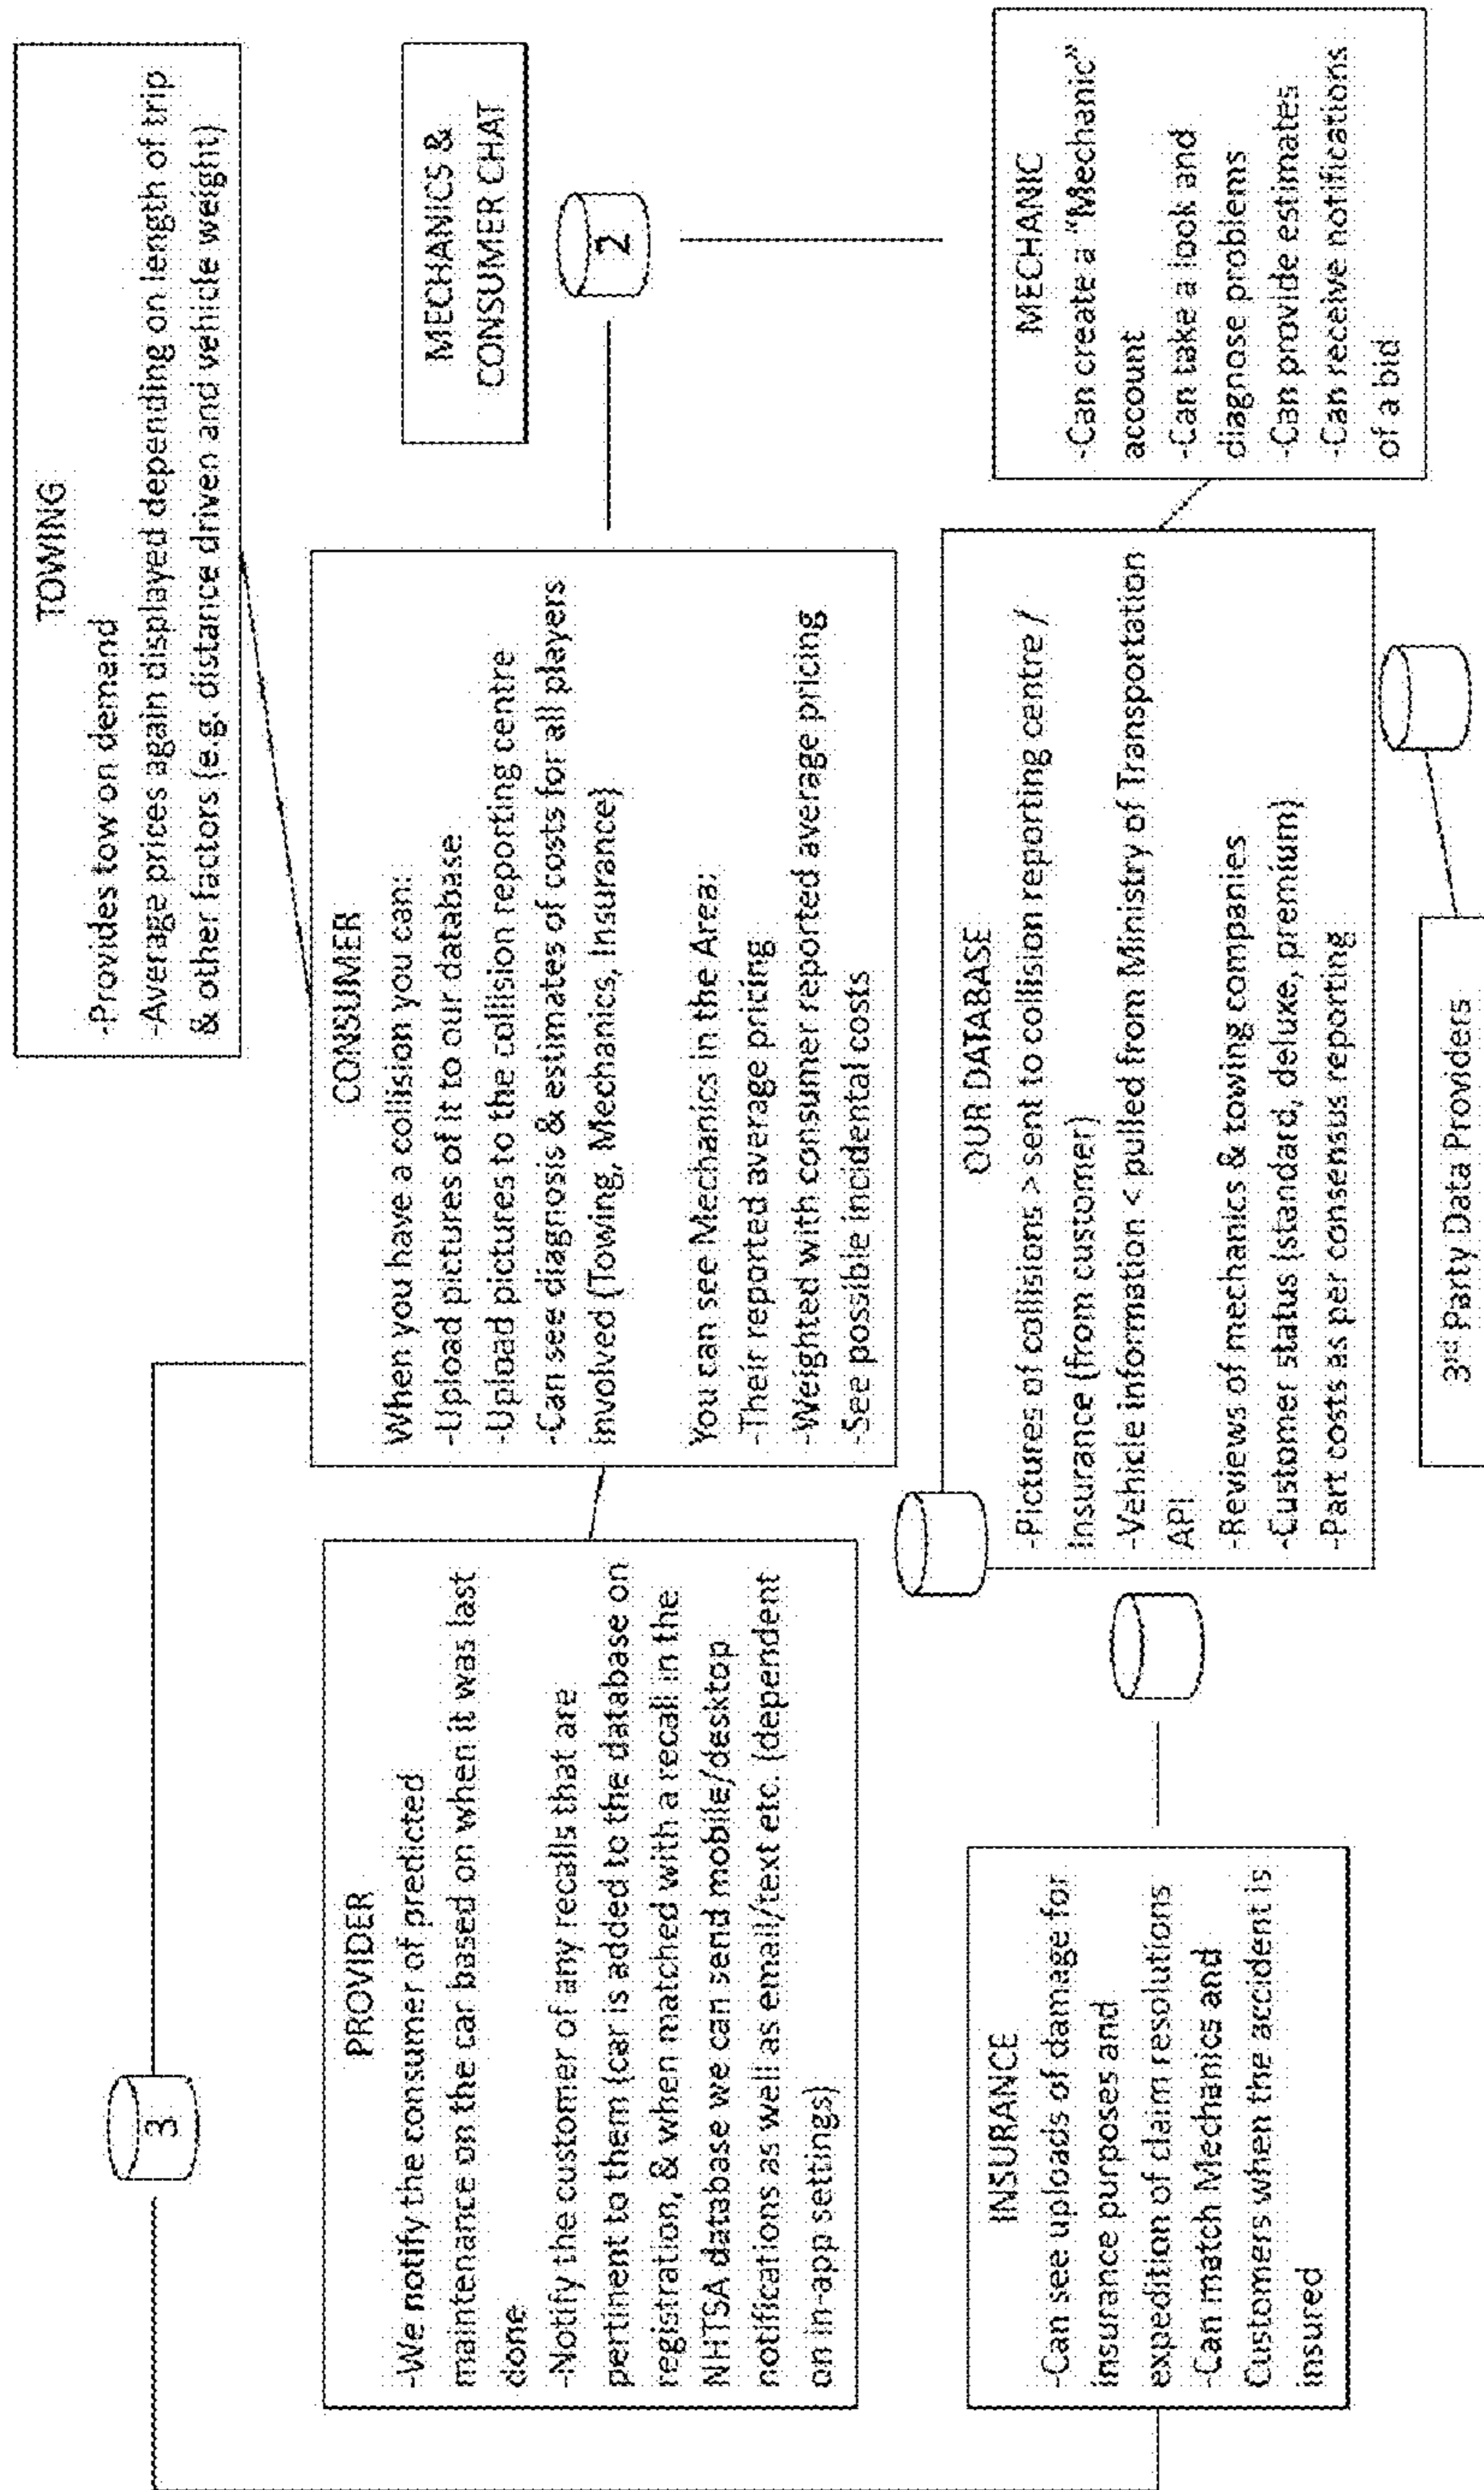 3
TOWING
-Provides tow on demand
-Average prices again displayed depending on length of trip
& other factors (e.g. distance driven and vehicle weight)
PROVIDER
-We notify the consumer of predicted
maintenance on the car based on when it was last
done
-Notify the customer of any recalls that are
pertinent to them (car is added to the database on
registration, & when matched with a recall in the
NHTSA database we can send mobile/desktop
notifications as well as email/text etc. (dependent
on in-app settings)
CONSUMER
When you have a collision you can:
-Upload pictures of it to our database
-Upload pictures to the collision reporting centre
-Can see diagnosis & estimates of costs for all players
involved (Towing, Mechanics, Insurance)
You can see Mechanics in the Area:
-Their reported average pricing
-Weighted with consumer reported average pricing
-See possible incidental costs
MECHANICS &
CONSUMER CHAT
2
INSURANCE
-Can see uploads of damage for
insurance purposes and
expedition of claim resolutions
-Can match Mechanics and
Customers when the accident is
insured
OUR DATABASE
-Pictures of collisions > sent to collision reporting centre /
insurance (from customer)
-Vehicle information < pulled from Ministry of Transportation
API
-Reviews of mechanics & towing companies
-Customer status (standard, deluxe, premium)
-Part costs as per consensus reporting
MECHANIC
-Can create a "Mechanic"
account
-Can take a look and
diagnose problems
-Can provide estimates
-Can receive notifications
of a bid
3rd Party Data Providers